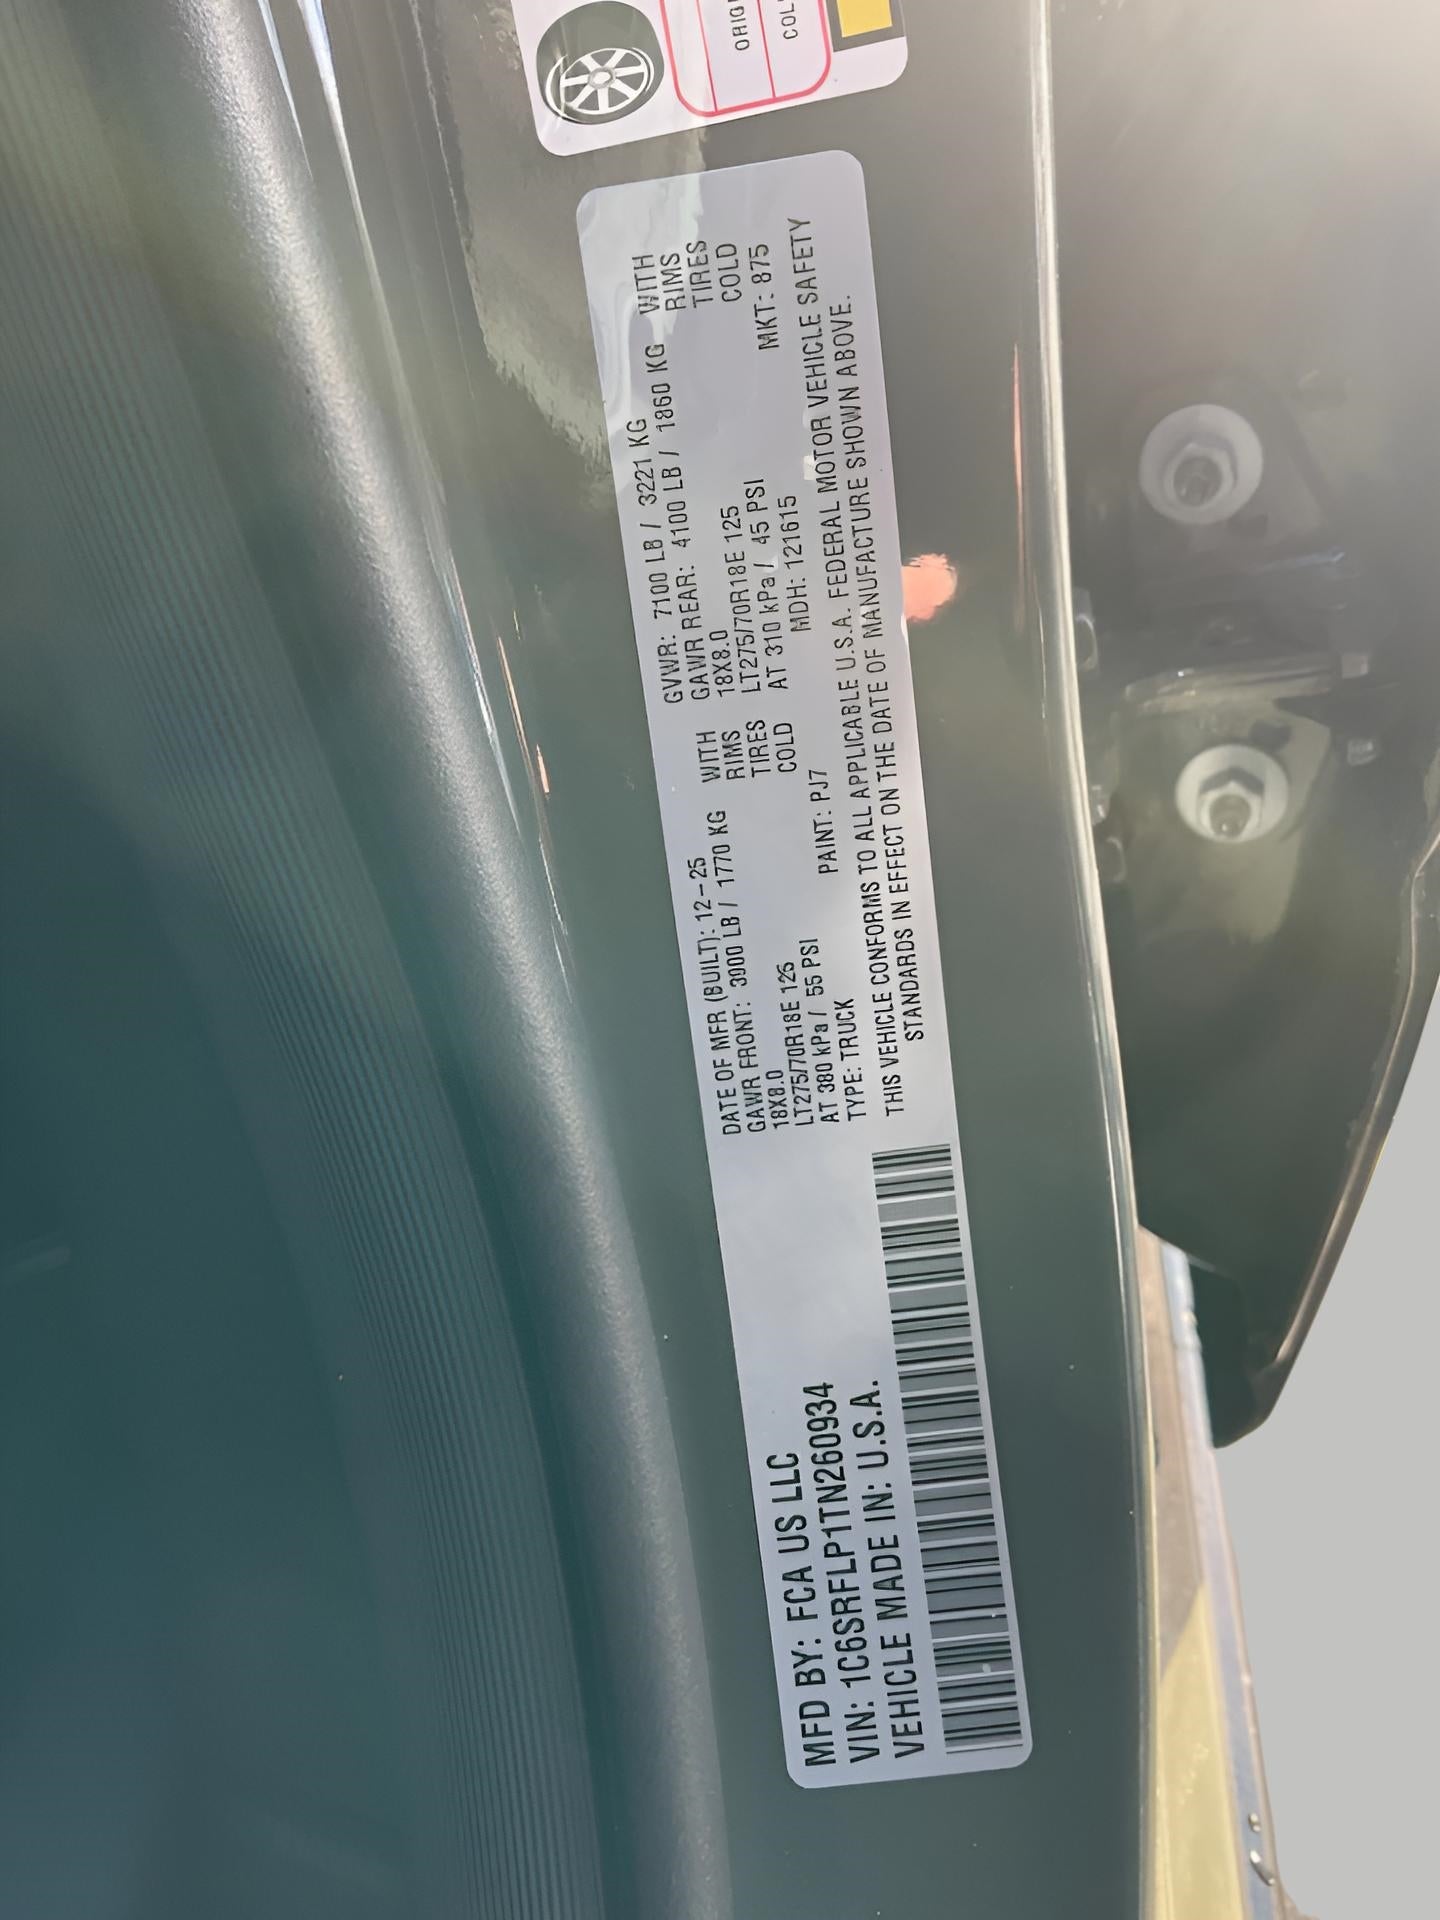 MFD BY: FCA US LLC
VIN: 1C6SRFLP1TN260934
VEHICLE MADE IN: U.S.A.
DATE OF MFR (BUILT): 12-25
GAWR FRONT: 3900 LB / 1770 KG WITH
18X8.0 RIMS
LT275/70R18E 125 TIRES
AT 380 kPa / 55 PSI COLD
TYPE: TRUCK PAINT: PJ7
GVWR: 7100 LB / 3221 KG
GAWR REAR: 4100 LB / 1860 KG WITH
18X8.0 RIMS
LT275/70R18E 125 TIRES
AT 310 kPa / 45 PSI COLD
MDH: 121615 MKT: 875
THIS VEHICLE CONFORMS TO ALL APPLICABLE U.S.A. FEDERAL MOTOR VEHICLE SAFETY
STANDARDS IN EFFECT ON THE DATE OF MANUFACTURE SHOWN ABOVE.